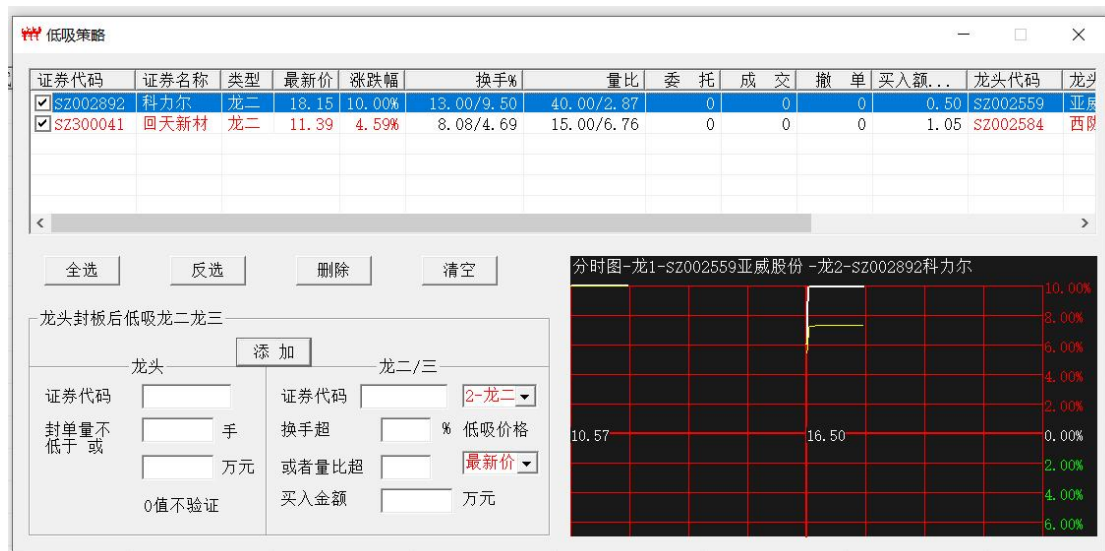 低吸策略
证券代码 证券名称 类型 最新价 涨跌幅 换手% 量比 委 托 成 交 撤 单 买入额... 龙头代码
SZ002892 科力尔 龙二 18.15 10.00% 13.00/9.50 40.00/2.87 0 0 0 0.50 SZ002559
SZ300041 回天新材 龙二 11.39 4.59% 8.08/4.69 15.00/6.76 0 0 0 1.05 SZ002584
全选 反选 删除 清空
分时图-龙1-SZ002559亚威股份 -龙2-SZ002892科力尔
10.00%
8.00%
6.00%
4.00%
2.00%
10.57 16.50 0.00%
2.00%
4.00%
6.00%
龙头封板后低吸龙二龙三
添 加
龙头 龙二/三
证券代码 证券代码 2-龙二
封单量不
低于 或
手 换手超 % 低吸价格
万元 或者量比超 最新价
0值不验证 买入金额 万元